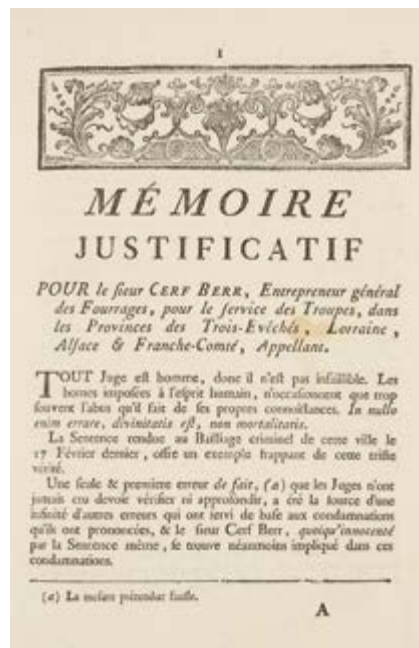 1
MÉMOIRE
JUSTIFICATIF
POUR le ſieur CERF BERR, Entrepreneur général
des Fourrages, pour le ſervice des Troupes, dans
les Provinces des Trois-Evêchés, Lorraine,
Alſace & Franche-Comté, Appellant.
TOUT Juge eſt homme, donc il n'eſt pas infaillible. Les
bornes impoſées à l'eſprit humain, n'occaſionnent que trop
ſouvent l'abus qu'il fait de ſes propres connoiſſances. In nullo
enim errare, divinitatis eſt, non mortalitatis.
La Sentence rendue au Bailliage criminel de cette ville le
17 Février dernier, offre un exemple frappant de cette triſte
vérité.
Une ſeule & premiere erreur de fait, (a) que les Juges n'ont
jamais cru devoir vérifier ni approfondir, a été la ſource d'une
infinité d'autres erreurs qui ont ſervi de baſe aux condamnations
qu'ils ont prononcées, & le ſieur Cerf Berr, quoiqu'innocenté
par la Sentence même, ſe trouve néanmoins impliqué dans ces
condamnations.
(a) La meſure prétendue fauſſe.
A